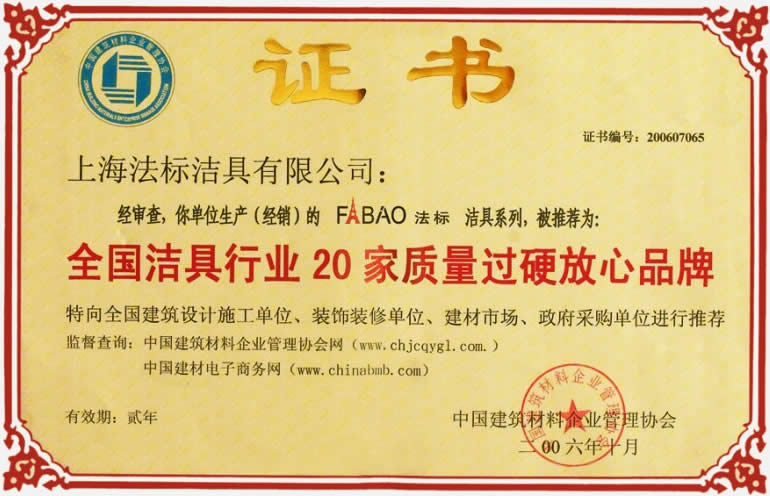 中国建筑材料企业管理协会
CHINA BUILDING MATERIALS ENTERPRISE MANAGE ASSOCIATION
证书
证书编号：200607065
上海法标洁具有限公司：
经审查，你单位生产（经销）的 FABAO 法标 洁具系列，被推荐为：
全国洁具行业 20 家质量过硬放心品牌
特向全国建筑设计施工单位、装饰装修单位、建材市场、政府采购单位进行推荐
监督查询：中国建筑材料企业管理协会网（www.chjcqygl.com.）
中国建材电子商务网（www.chinabmb.com）
有效期：贰年
中国建筑材料企业管理协会
二00六年十月
中国建筑材料企业管理协会